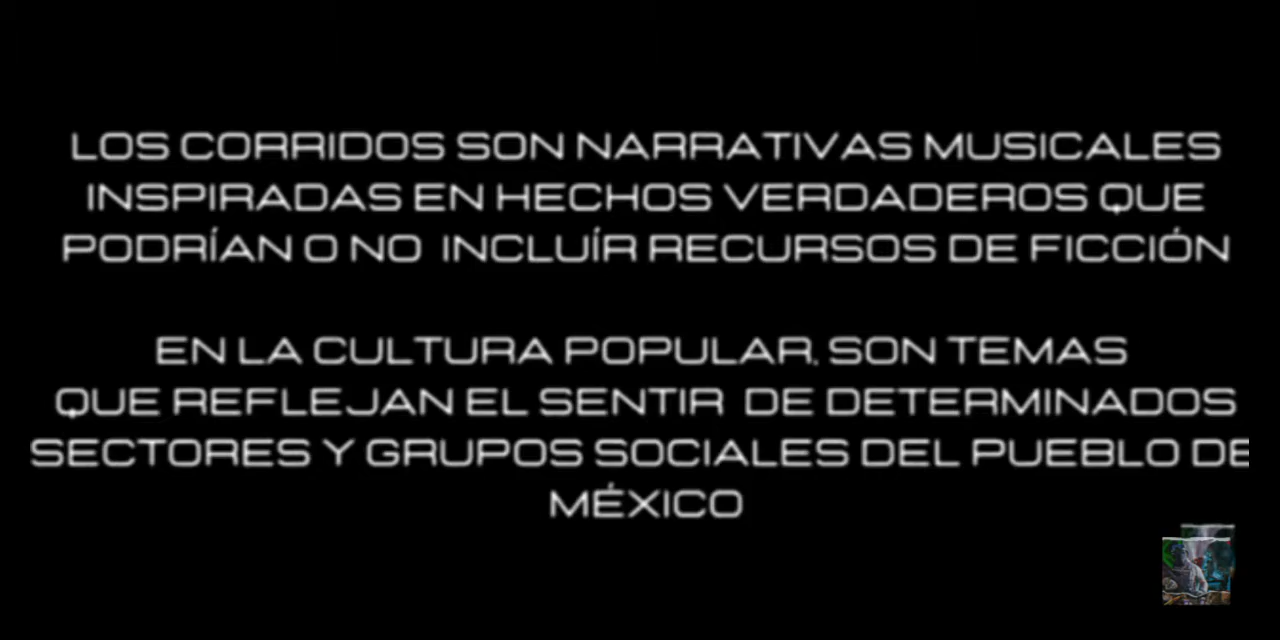 LOS CORRIDOS SON NARRATIVAS MUSICALES
INSPIRADAS EN HECHOS VERDADEROS QUE
PODRÍAN O NO INCLUÍR RECURSOS DE FICCIÓN
EN LA CULTURA POPULAR, SON TEMAS
QUE REFLEJAN EL SENTIR DE DETERMINADOS
SECTORES Y GRUPOS SOCIALES DEL PUEBLO DE
MÉXICO